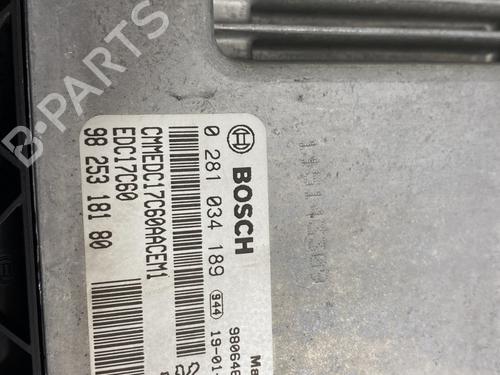 BOSCH
0 281 034 189
CMMEDC17C60AACEM1
EDC17C60
98 253 181 80
944
19-01-
B-PARTS